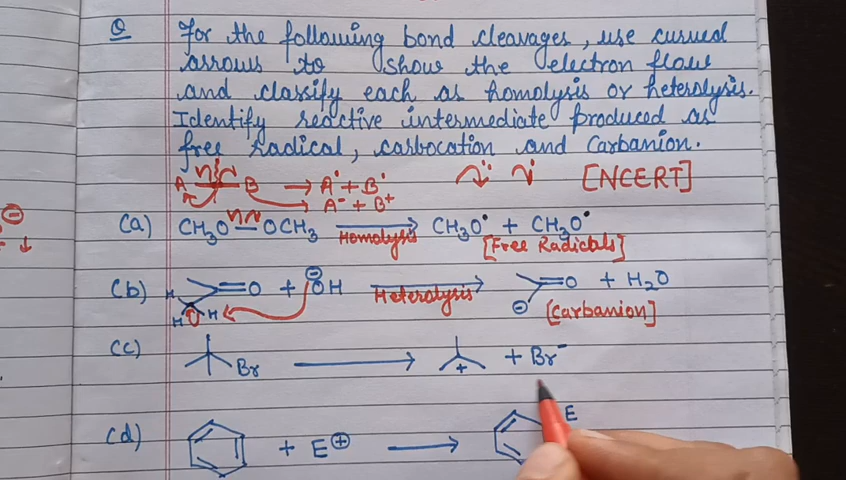 Q For the following bond cleavages, use curved
arrows to show the electron flow
and classify each as homolysis or heterolysis.
Identify reactive intermediate produced as
free radical, carbocation and carbanion.
A — B → A• + B•
A⁻ + B⁺
[NCERT]
(a) CH3O — OCH3 → CH3O• + CH3O•
Homolysis [Free Radicals]
(b) =O + ⊖OH → ⊖ =O + H2O
H H H Heterolysis [Carbanion]
(c) Br → + + Br⁻
(d) + E⊕ → E
⊖